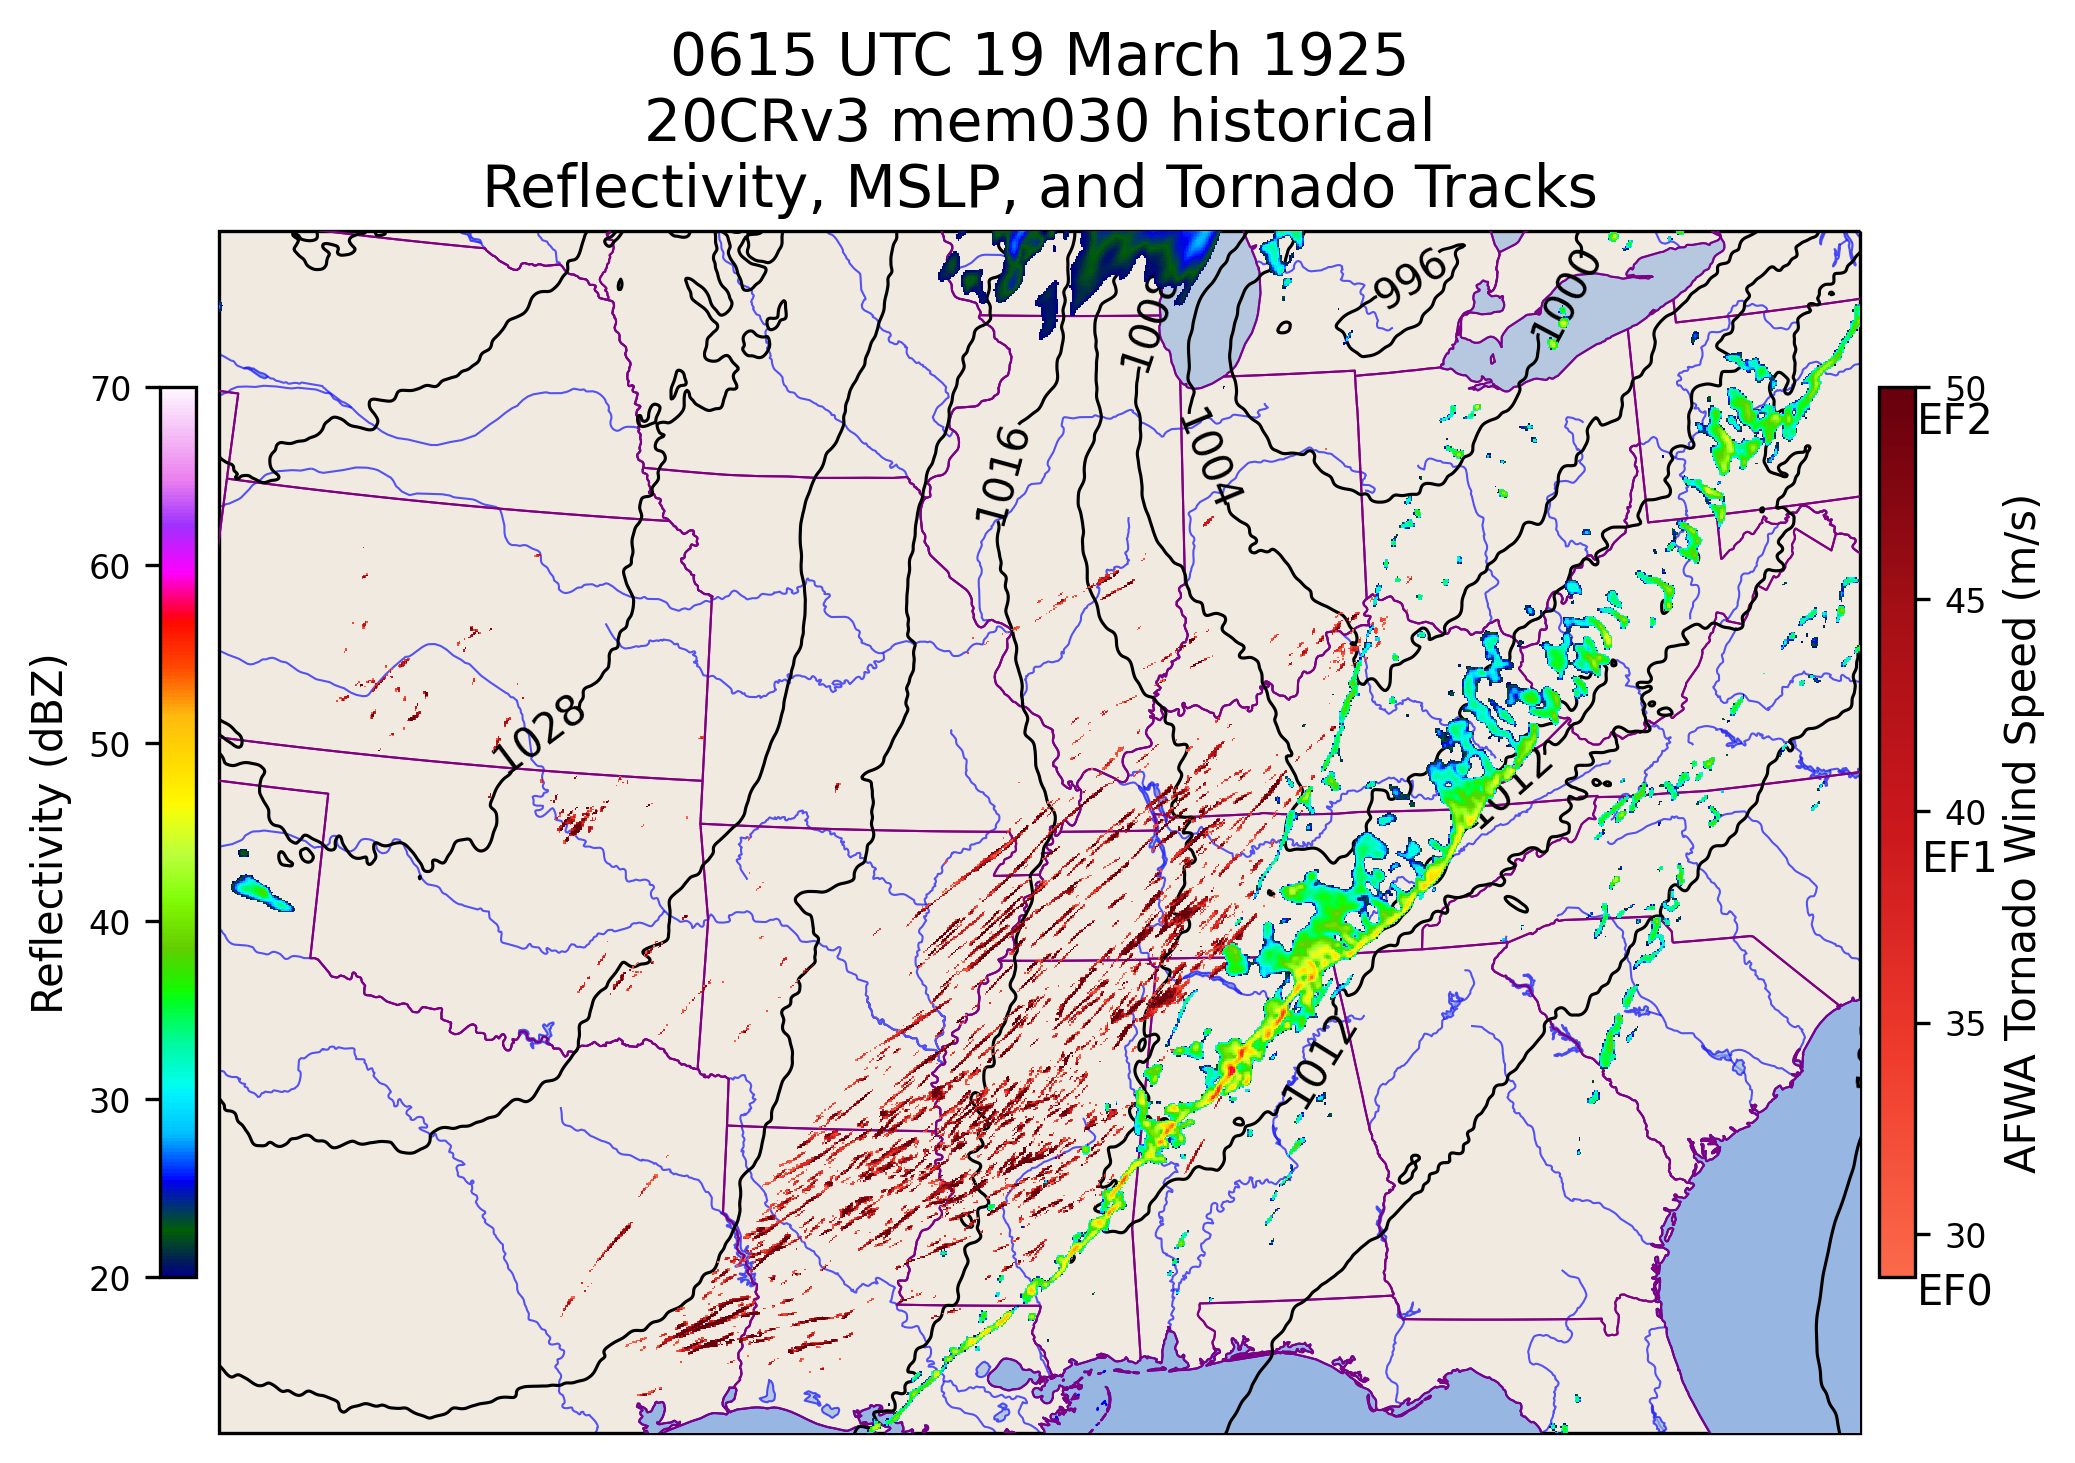 0615 UTC 19 March 1925
20CRv3 mem030 historical
Reflectivity, MSLP, and Tornado Tracks
996
1000
1008
1004
1016
1028
1012
1012
70
60
50
40
30
20
Reflectivity (dBZ)
50
EF2
45
40
EF1
35
30
EF0
AFWA Tornado Wind Speed (m/s)